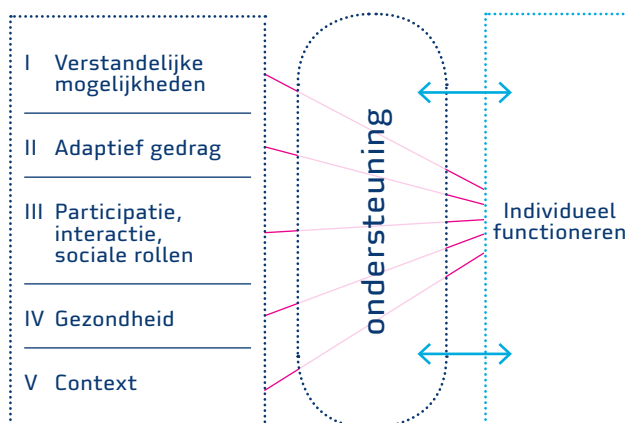 I Verstandelijke
mogelijkheden
II Adaptief gedrag
III Participatie,
interactie,
sociale rollen
IV Gezondheid
V Context
ondersteuning
Individueel
functioneren